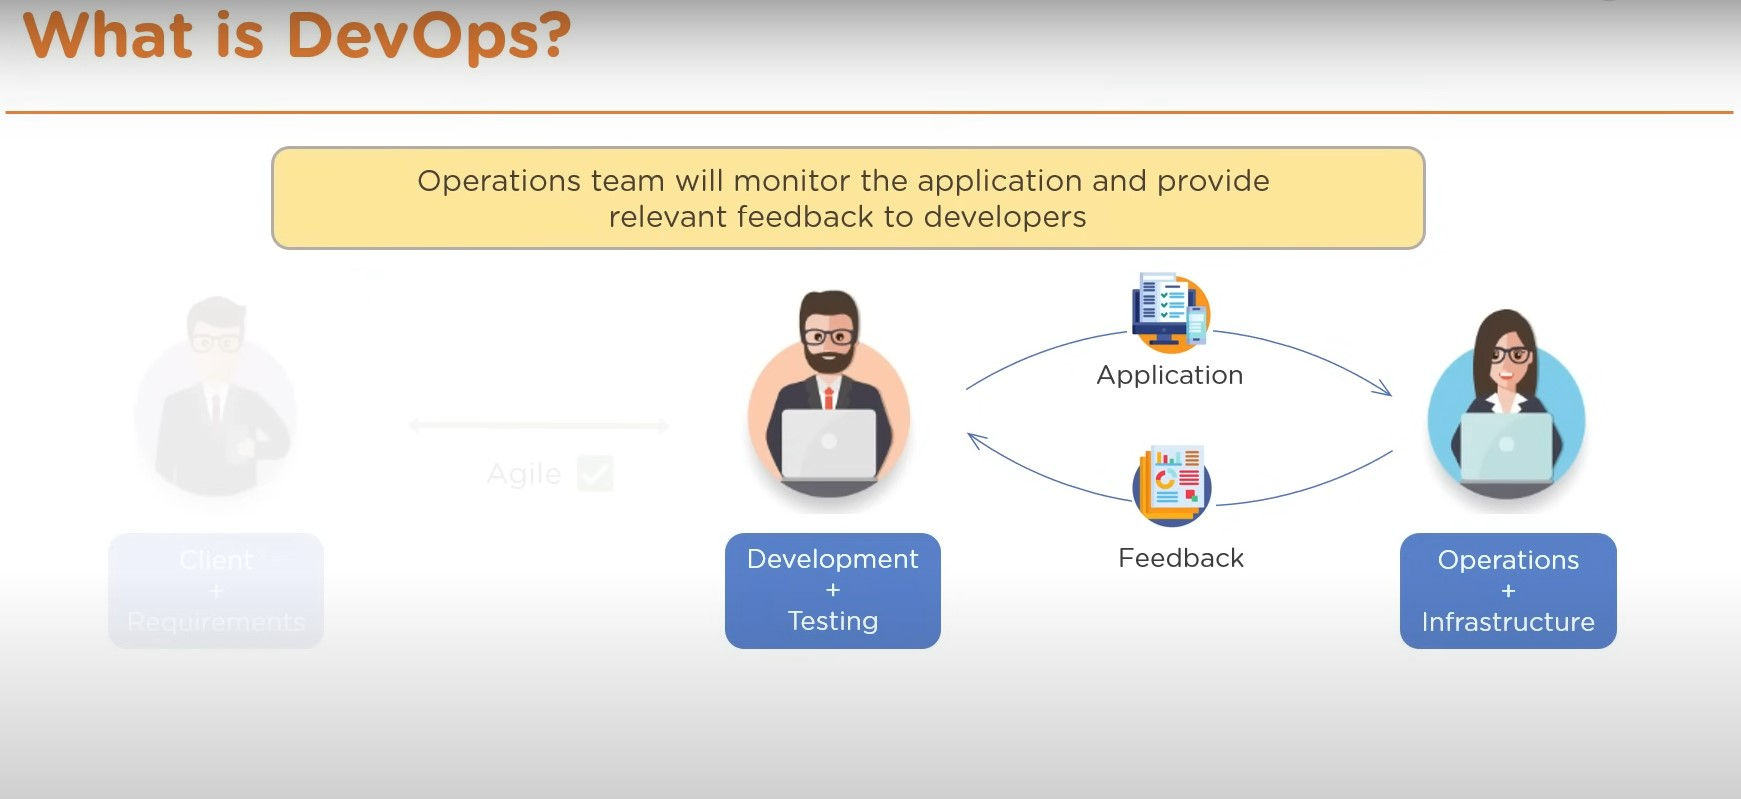 What is DevOps?
Operations team will monitor the application and provide
relevant feedback to developers
Agile
Application
Feedback
Client
+
Requirements
Development
+
Testing
Operations
+
Infrastructure